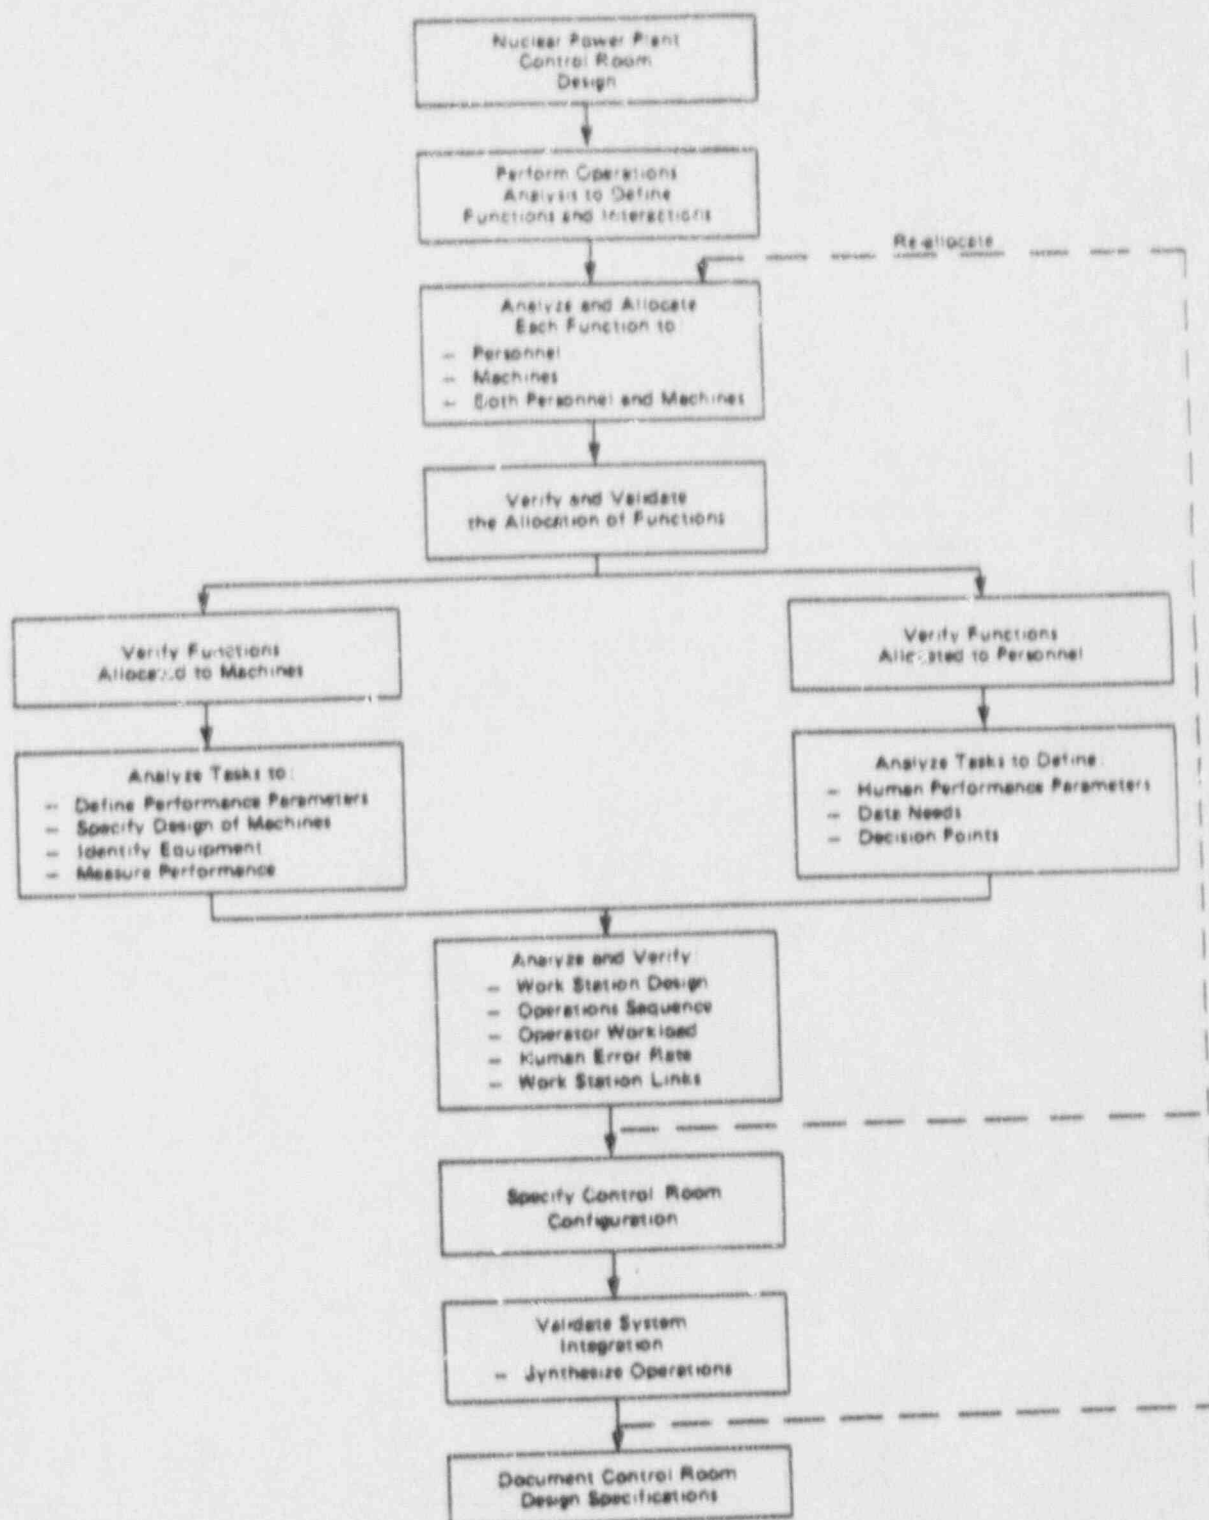 Nuclear Power Plant
Control Room
Design
Perform Operations
Analysis to Define
Functions and Interactions
Re-allocate
Analyze and Allocate
Each Function to
– Personnel
– Machines
– Both Personnel and Machines
Verify and Validate
the Allocation of Functions
Verify Functions
Allocated to Machines
Verify Functions
Allocated to Personnel
Analyze Tasks to:
– Define Performance Parameters
– Specify Design of Machines
– Identify Equipment
– Measure Performance
Analyze Tasks to Define:
– Human Performance Parameters
– Data Needs
– Decision Points
Analyze and Verify:
– Work Station Design
– Operations Sequence
– Operator Workload
– Human Error Rate
– Work Station Links
Specify Control Room
Configuration
Validate System
Integration
– Synthesize Operations
Document Control Room
Design Specifications